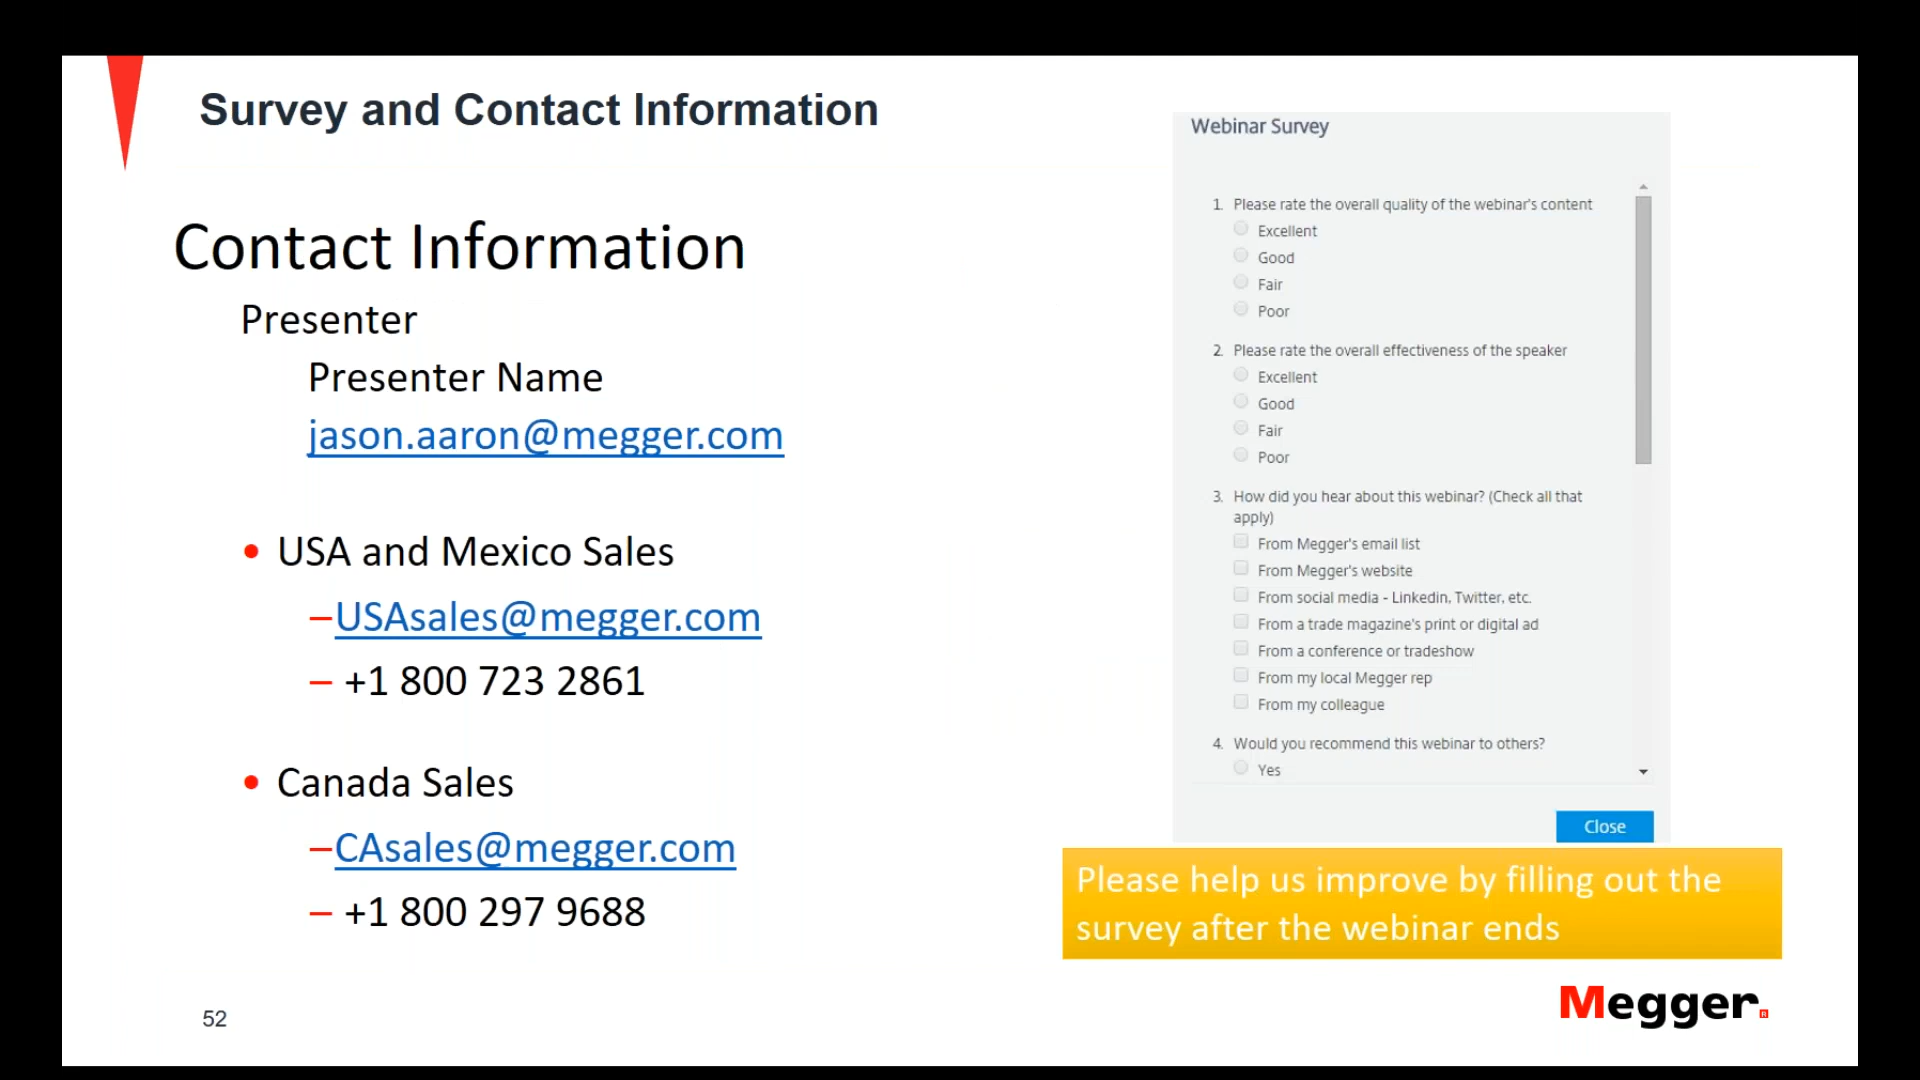 Survey and Contact Information
Contact Information
Presenter
Presenter Name
jason.aaron@megger.com
• USA and Mexico Sales
–USAsales@megger.com
– +1 800 723 2861
• Canada Sales
–CAsales@megger.com
– +1 800 297 9688
52
Webinar Survey
1. Please rate the overall quality of the webinar's content
Excellent
Good
Fair
Poor
2. Please rate the overall effectiveness of the speaker
Excellent
Good
Fair
Poor
3. How did you hear about this webinar? (Check all that
apply)
From Megger's email list
From Megger's website
From social media - Linkedin, Twitter, etc.
From a trade magazine's print or digital ad
From a conference or tradeshow
From my local Megger rep
From my colleague
4. Would you recommend this webinar to others?
Yes
Close
Please help us improve by filling out the
survey after the webinar ends
Megger.